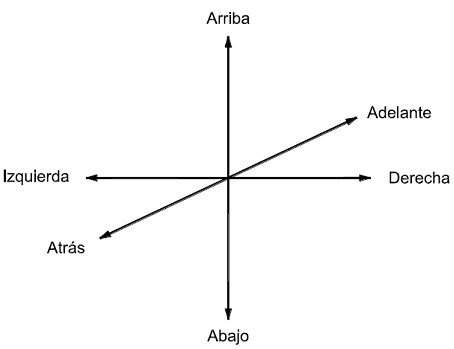 Arriba
Adelante
Izquierda
Derecha
Atrás
Abajo